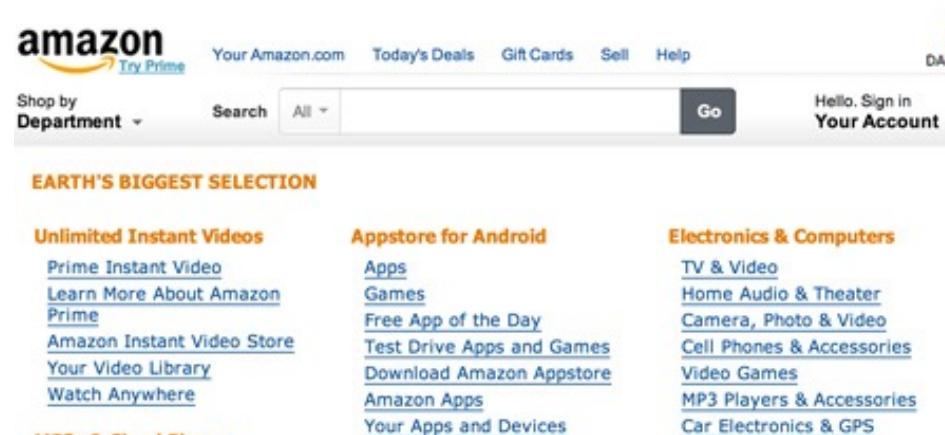 amazon
Try Prime
Your Amazon.com Today's Deals Gift Cards Sell Help
Shop by
Department
Search All Go
Hello. Sign in
Your Account
EARTH'S BIGGEST SELECTION
Unlimited Instant Videos
Prime Instant Video
Learn More About Amazon
Prime
Amazon Instant Video Store
Your Video Library
Watch Anywhere
Appstore for Android
Apps
Games
Free App of the Day
Test Drive Apps and Games
Download Amazon Appstore
Amazon Apps
Your Apps and Devices
Electronics & Computers
TV & Video
Home Audio & Theater
Camera, Photo & Video
Cell Phones & Accessories
Video Games
MP3 Players & Accessories
Car Electronics & GPS